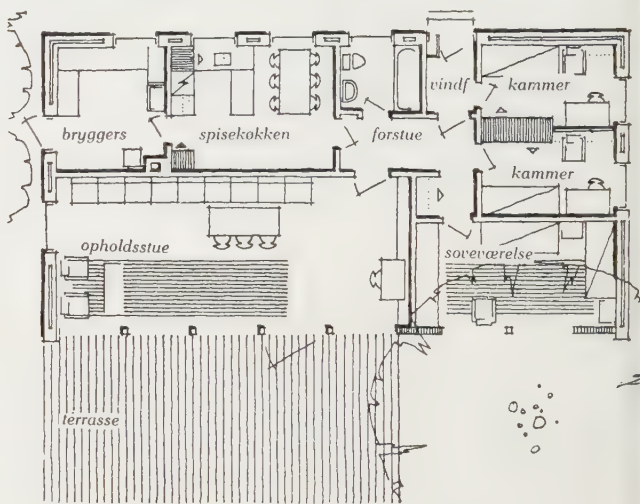 vindf
kammer
bryggers
spisekøkken
forstue
kammer
opholdsstue
soveværelse
terrasse